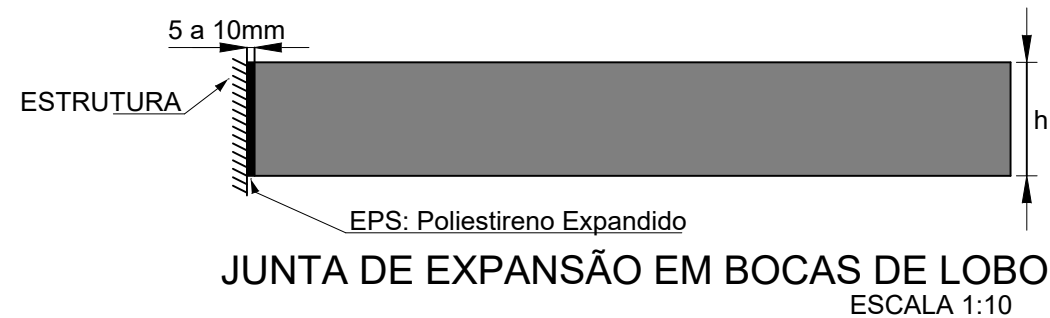 5 a 10mm
ESTRUTURA
h
EPS: Poliestireno Expandido
JUNTA DE EXPANSÃO EM BOCAS DE LOBO
ESCALA 1:10